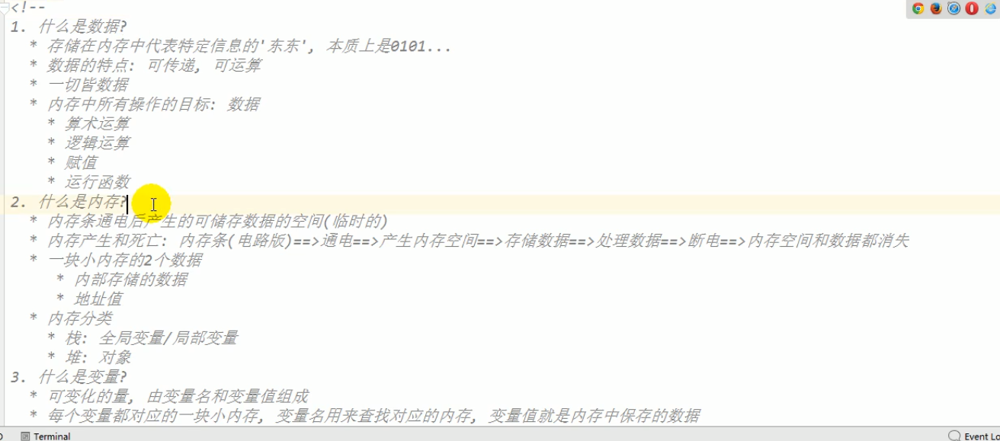 <!--
1. 什么是数据?
* 存储在内存中代表特定信息的'东东', 本质上是0101...
* 数据的特点: 可传递, 可运算
* 一切皆数据
* 内存中所有操作的目标: 数据
* 算术运算
* 逻辑运算
* 赋值
* 运行函数
2. 什么是内存?
* 内存条通电后产生的可储存数据的空间(临时的)
* 内存产生和死亡: 内存条(电路版)==>通电==>产生内存空间==>存储数据==>处理数据==>断电==>内存空间和数据都消失
* 一块小内存的2个数据
* 内部存储的数据
* 地址值
* 内存分类
* 栈: 全局变量/局部变量
* 堆: 对象
3. 什么是变量?
* 可变化的量, 由变量名和变量值组成
* 每个变量都对应的一块小内存, 变量名用来查找对应的内存, 变量值就是内存中保存的数据
Terminal
Event Lo